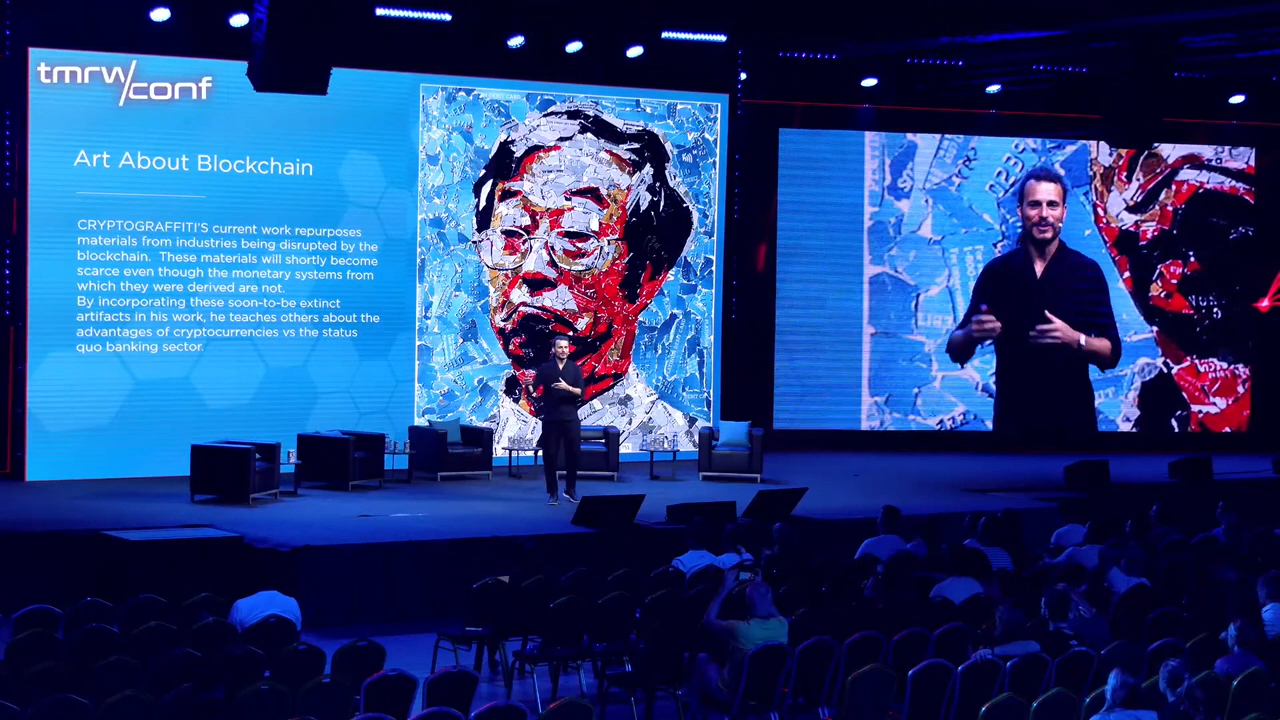 tmrw/conf
Art About Blockchain
CRYPTOGRAFFITI'S current work repurposes
materials from industries being disrupted by the
blockchain. These materials will shortly become
scarce even though the monetary systems from
which they were derived are not.
By incorporating these soon-to-be extinct
artifacts in his work, he teaches others about the
advantages of cryptocurrencies vs the status
quo banking sector.